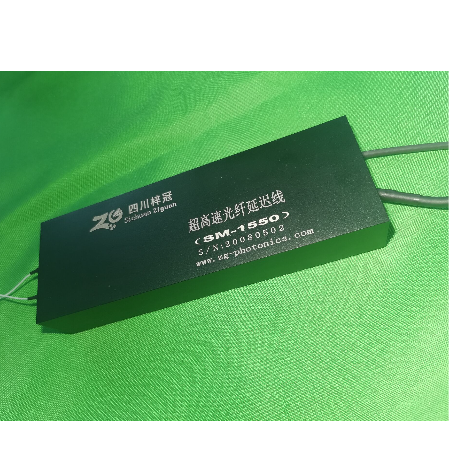 ZG
四川梓冠
Sichuan Ziguan
超高速光纤延迟线
(SM-1550)
S/N:20080502
www.zg-photonics.com